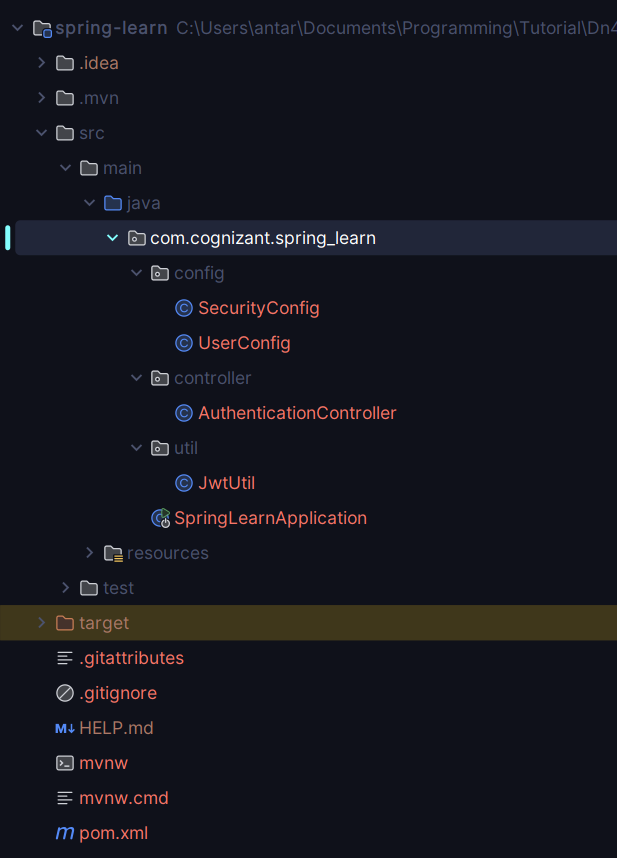 spring-learn C:\Users\antar\Documents\Programming\Tutorial\Dn4
.idea
.mvn
src
main
java
com.cognizant.spring_learn
config
SecurityConfig
UserConfig
controller
AuthenticationController
util
JwtUtil
SpringLearnApplication
resources
test
target
.gitattributes
.gitignore
HELP.md
mvnw
mvnw.cmd
pom.xml